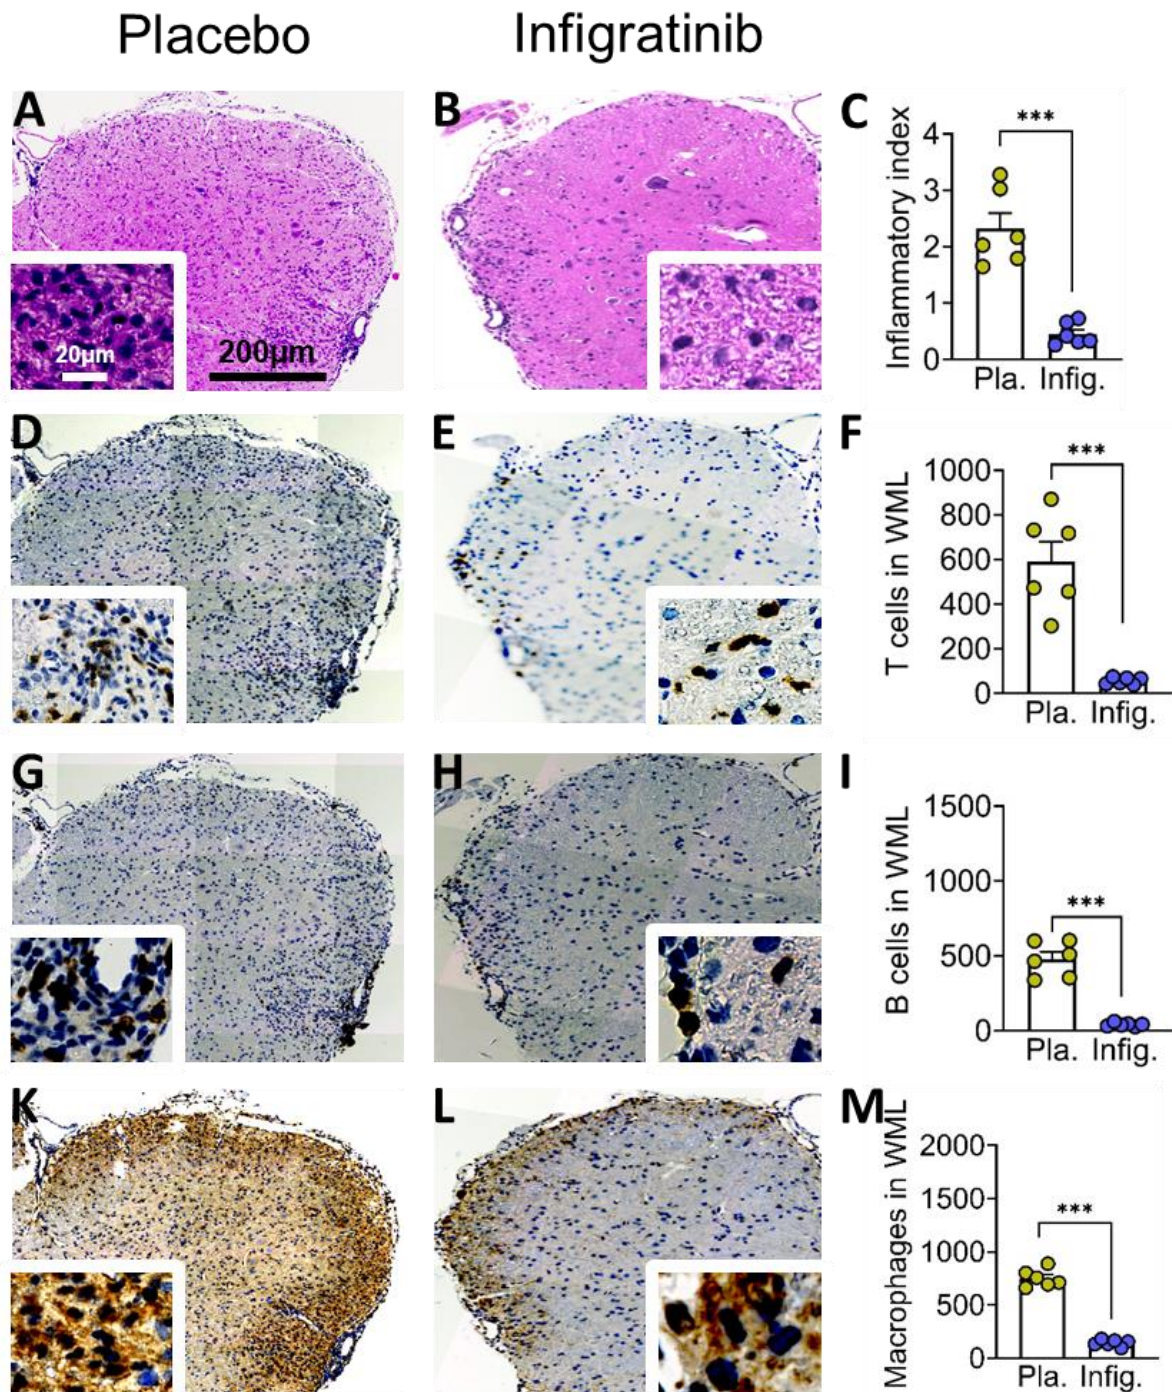 Placebo Infigratinib
A B C
Inflammatory index
4
3
2
1
0
***
Pla. Infig.
20µm
200µm
D E F
T cells in WML
1000
800
600
400
200
0
***
Pla. Infig.
G H I
B cells in WML
1500
1000
500
0
***
Pla. Infig.
K L M
Macrophages in WML
2000
1500
1000
500
0
***
Pla. Infig.